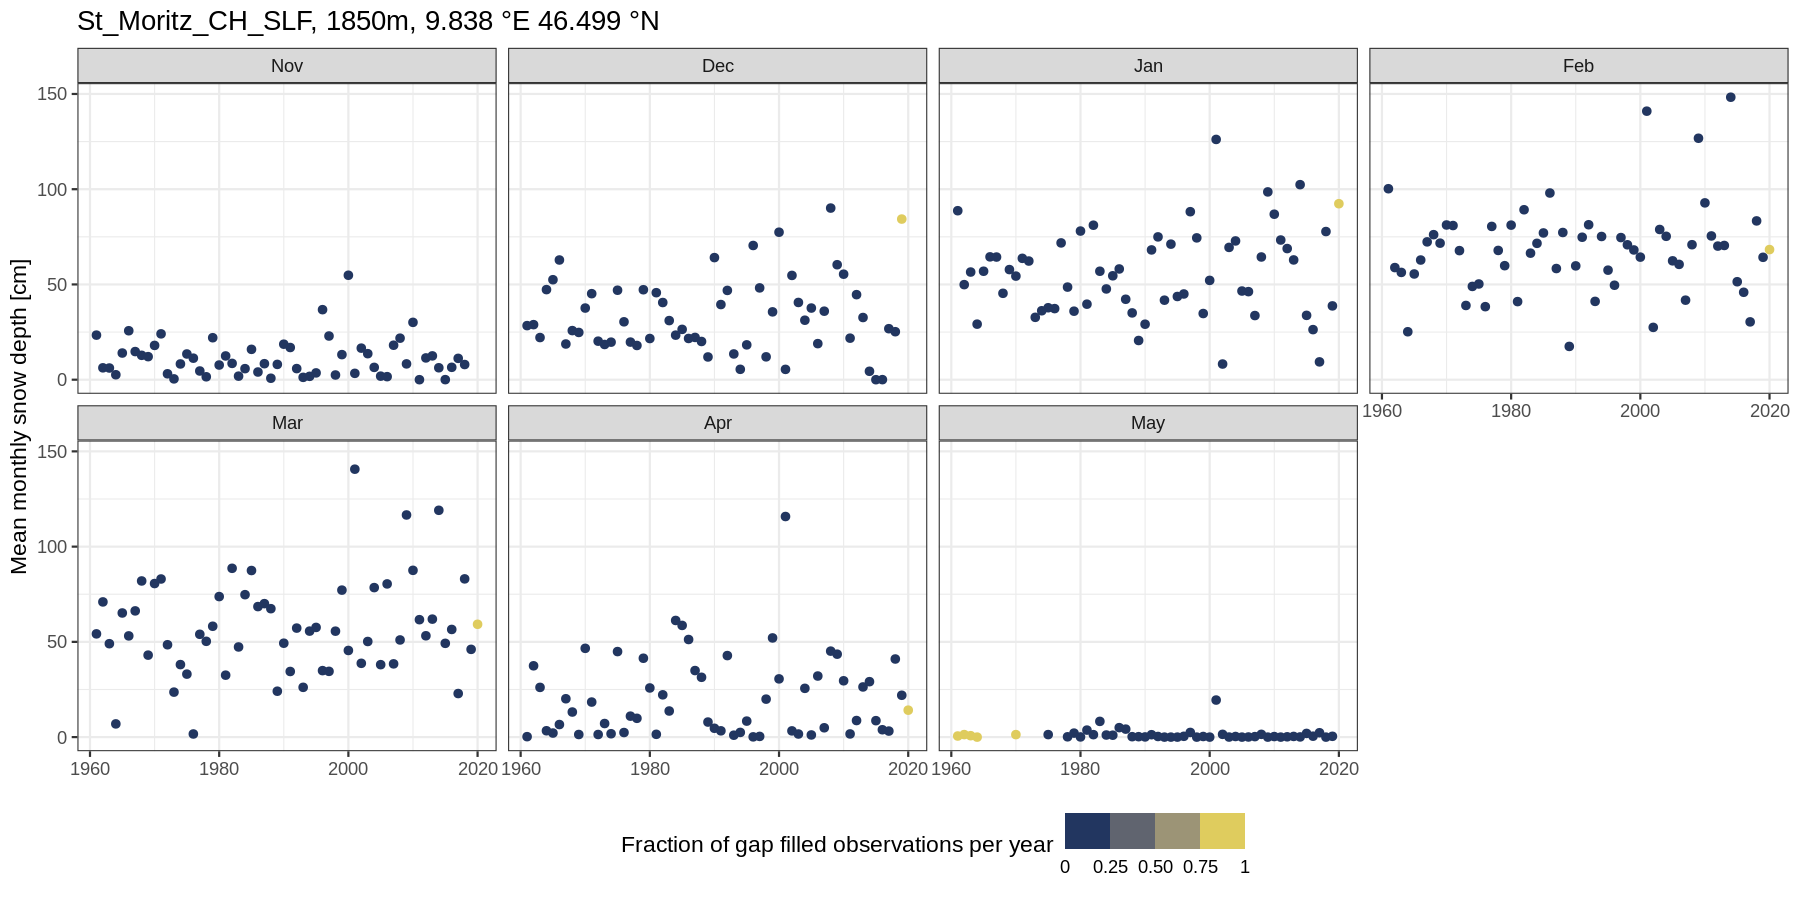 St_Moritz_CH_SLF, 1850m, 9.838 °E 46.499 °N
Nov Dec Jan Feb
150
100
50
0
1960 1980 2000 2020
Mar Apr May
150
100
50
0
1960 1980 2000 2020 1960 1980 2000 2020 1960 1980 2000 2020
Mean monthly snow depth [cm]
Fraction of gap filled observations per year
0 0.25 0.50 0.75 1